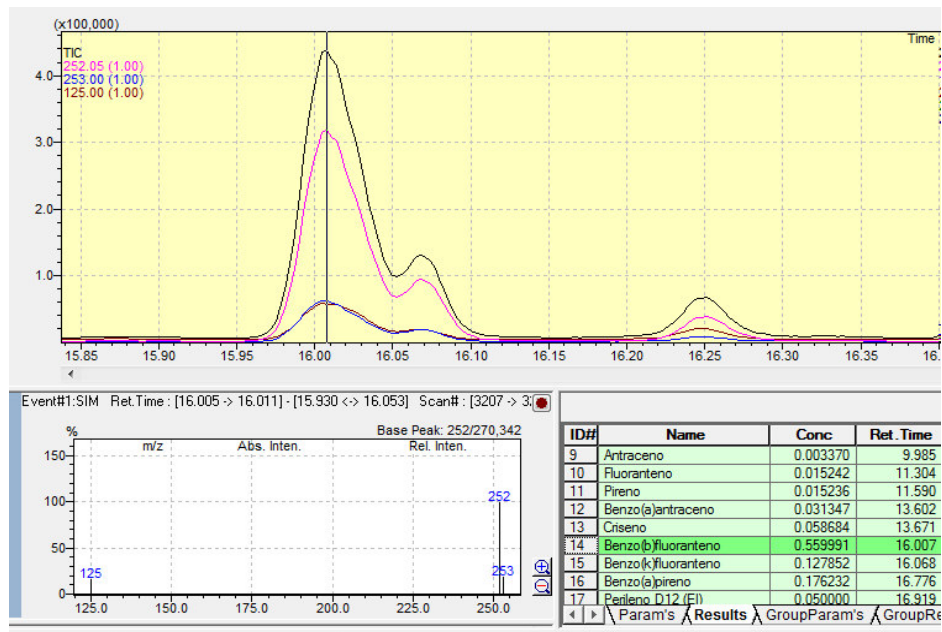 (x100,000)
TIC
Time
252.05 (1.00)
4.0
253.00 (1.00)
125.00 (1.00)
3.0
2.0
1.0
15.85 15.90 15.95 16.00 16.05 16.10 16.15 16.20 16.25 16.30 16.35
Event#1:SIM Ret.Time : [16.005 -> 16.011] - [15.930 <-> 16.053] Scan# : [3207 ->
% Base Peak: 252/270,342
m/z Abs. Inten. Rel. Inten.
150
100
252
50
125
253
0
125.0 150.0 175.0 200.0 225.0 250.0
ID# Name Conc Ret.Time
9 Antraceno 0.003370 9.985
10 Fluoranteno 0.015242 11.304
11 Pireno 0.015236 11.590
12 Benzo(a)antraceno 0.031347 13.602
13 Criseno 0.058684 13.671
14 Benzo(b)fluoranteno 0.559991 16.007
15 Benzo(k)fluoranteno 0.127852 16.068
16 Benzo(a)pireno 0.176232 16.776
17 Perileno D12 (EI) 0.050000 16.919
Param's Results GroupParam's GroupRe